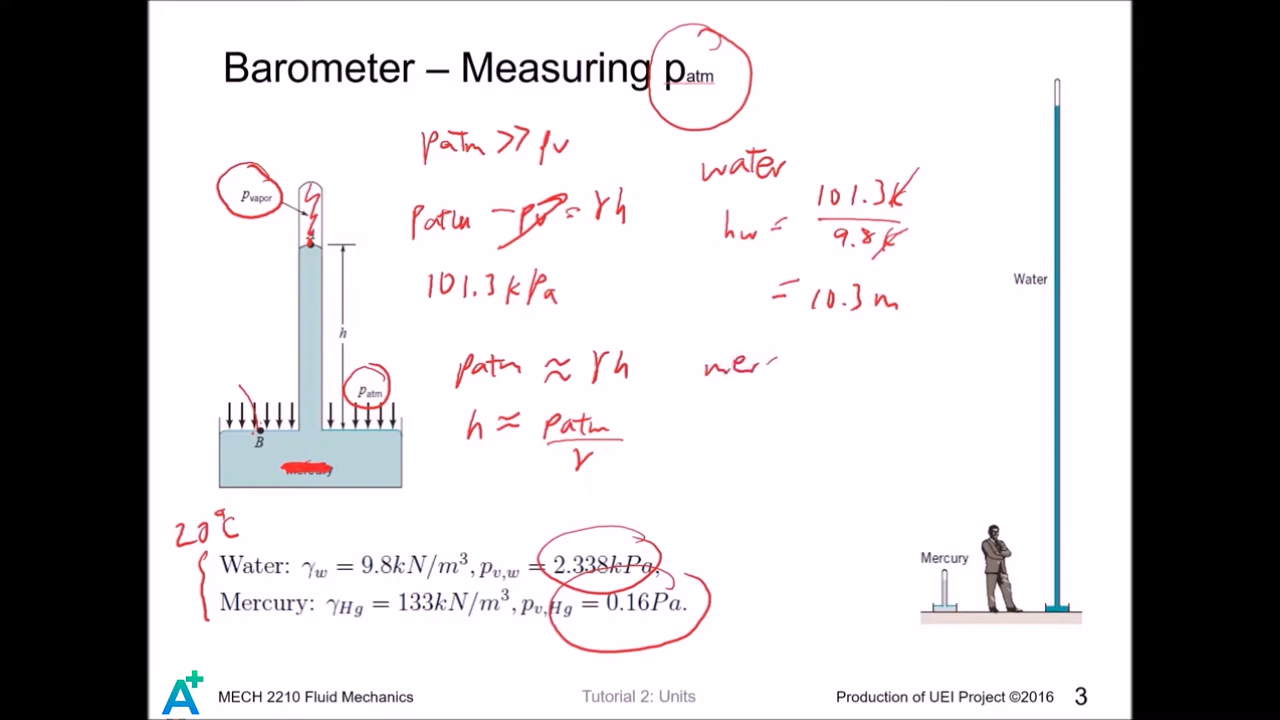 Barometer – Measuring patm
patm >> pv
patm - pv = γh
101.3 kPa
patm ≈ γh
h ≈ patm / γ
water
hw = 101.3k / 9.8k
= 10.3 m
mer
pvapor
h
patm
B
Water
Mercury
20°C
Water: γw = 9.8kN/m³, pv,w = 2.338kPa,
Mercury: γHg = 133kN/m³, pv,Hg = 0.16Pa.
A+
MECH 2210 Fluid Mechanics
Tutorial 2: Units
Production of UEI Project ©2016
3